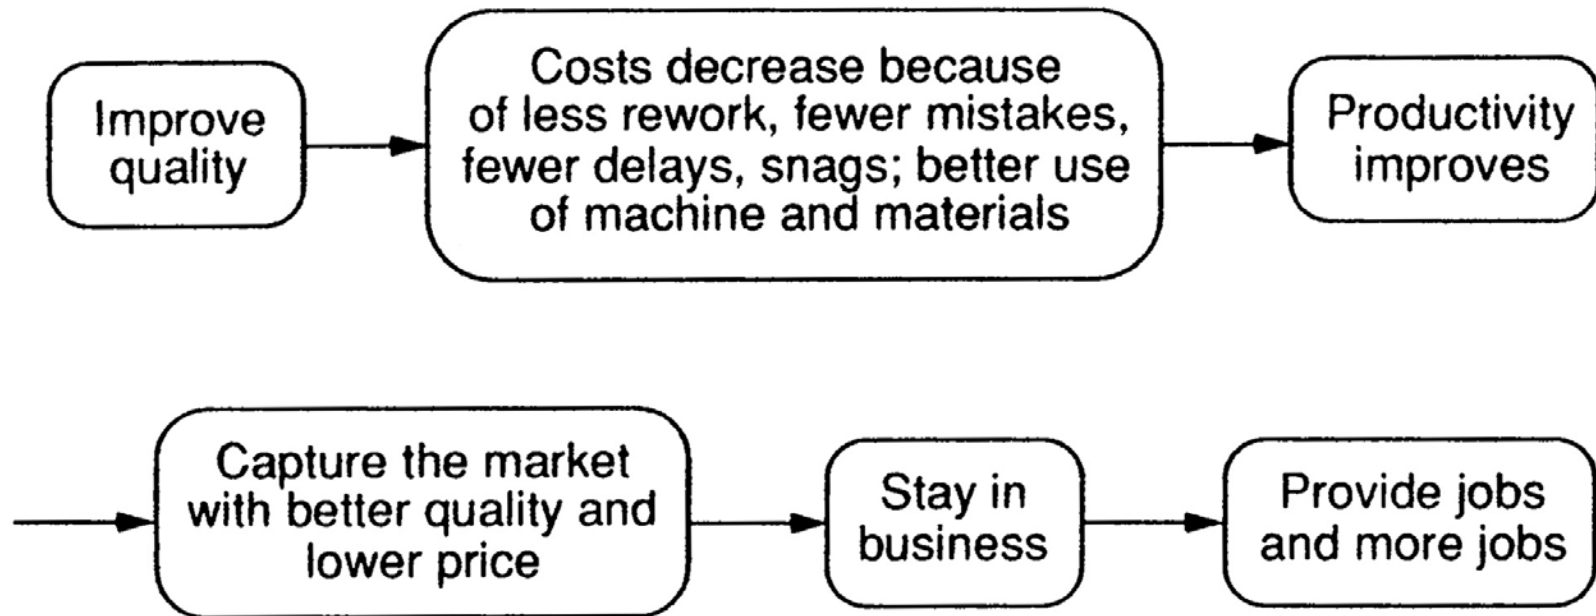 Improve
quality
Costs decrease because
of less rework, fewer mistakes,
fewer delays, snags; better use
of machine and materials
Productivity
improves
Capture the market
with better quality and
lower price
Stay in
business
Provide jobs
and more jobs